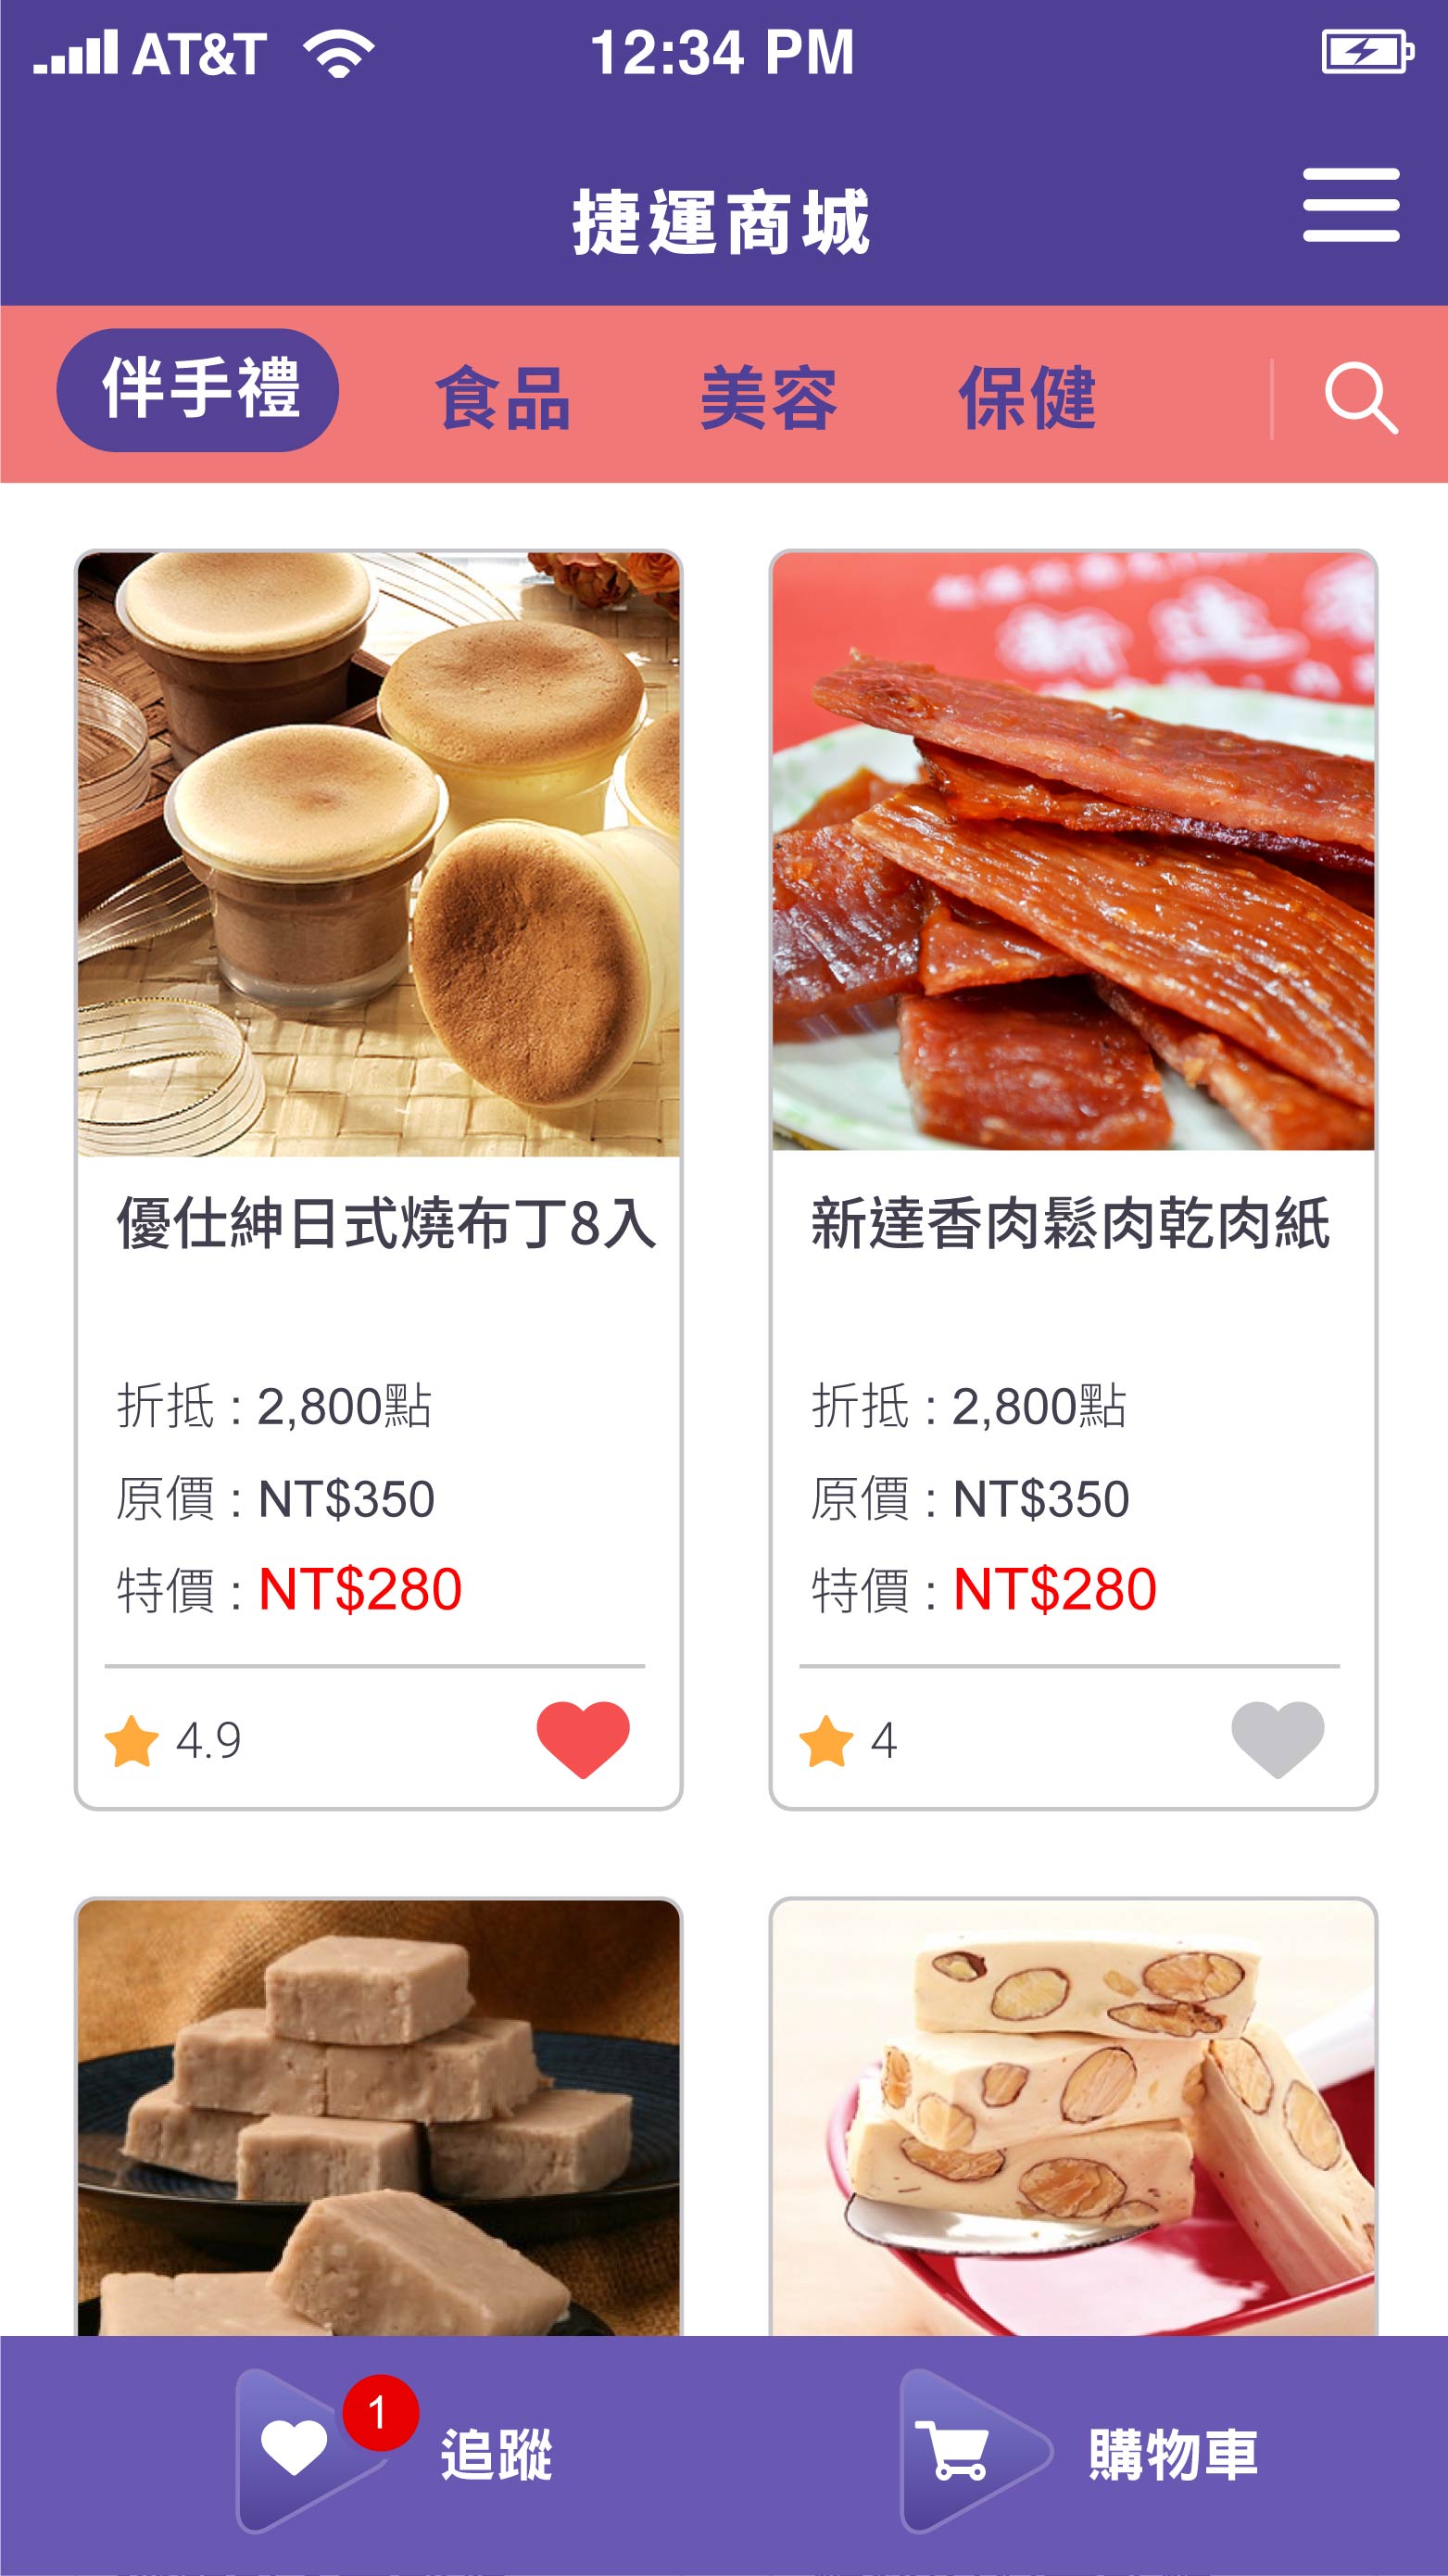 AT&T 12:34 PM
捷運商城
伴手禮 食品 美容 保健
優仕紳日式燒布丁8入
折抵 : 2,800點
原價 : NT$350
特價 : NT$280
4.9
新達香肉鬆肉乾肉紙
折抵 : 2,800點
原價 : NT$350
特價 : NT$280
4
1
追蹤
購物車